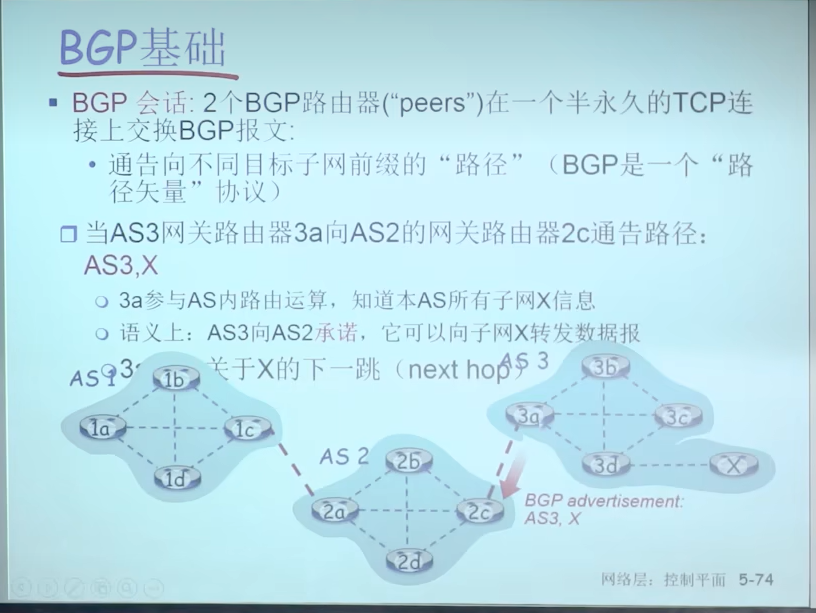 BGP基础
▪ BGP 会话: 2个BGP路由器(“peers”)在一个半永久的TCP连
接上交换BGP报文:
• 通告向不同目标子网前缀的“路径”（BGP是一个“路
径矢量”协议）
❒ 当AS3网关路由器3a向AS2的网关路由器2c通告路径：
AS3,X
○ 3a参与AS内路由运算，知道本AS所有子网X信息
○ 语义上：AS3向AS2承诺，它可以向子网X转发数据报
关于X的下一跳（next hop）
AS 1
1b
1a
1c
1d
AS 2
2b
2a
2c
2d
AS 3
3b
3a
3c
3d
X
BGP advertisement:
AS3, X
网络层：控制平面 5-74